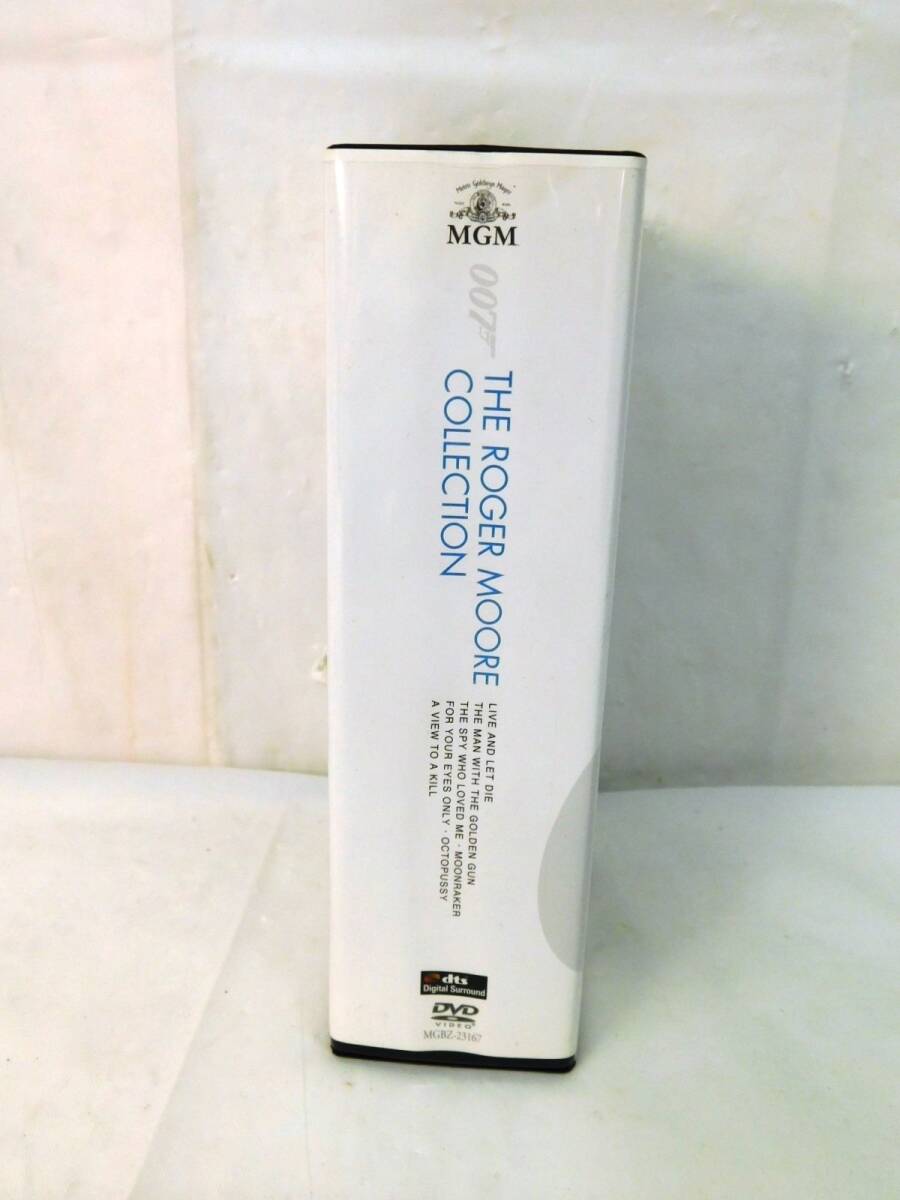 Metro Goldwyn Mayer
MGM
007
THE ROGER MOORE
COLLECTION
LIVE AND LET DIE
THE MAN WITH THE GOLDEN GUN
THE SPY WHO LOVED ME · MOONRAKER
FOR YOUR EYES ONLY · OCTOPUSSY
A VIEW TO A KILL
dts
Digital Surround
DVD
VIDEO
MGBZ-23167